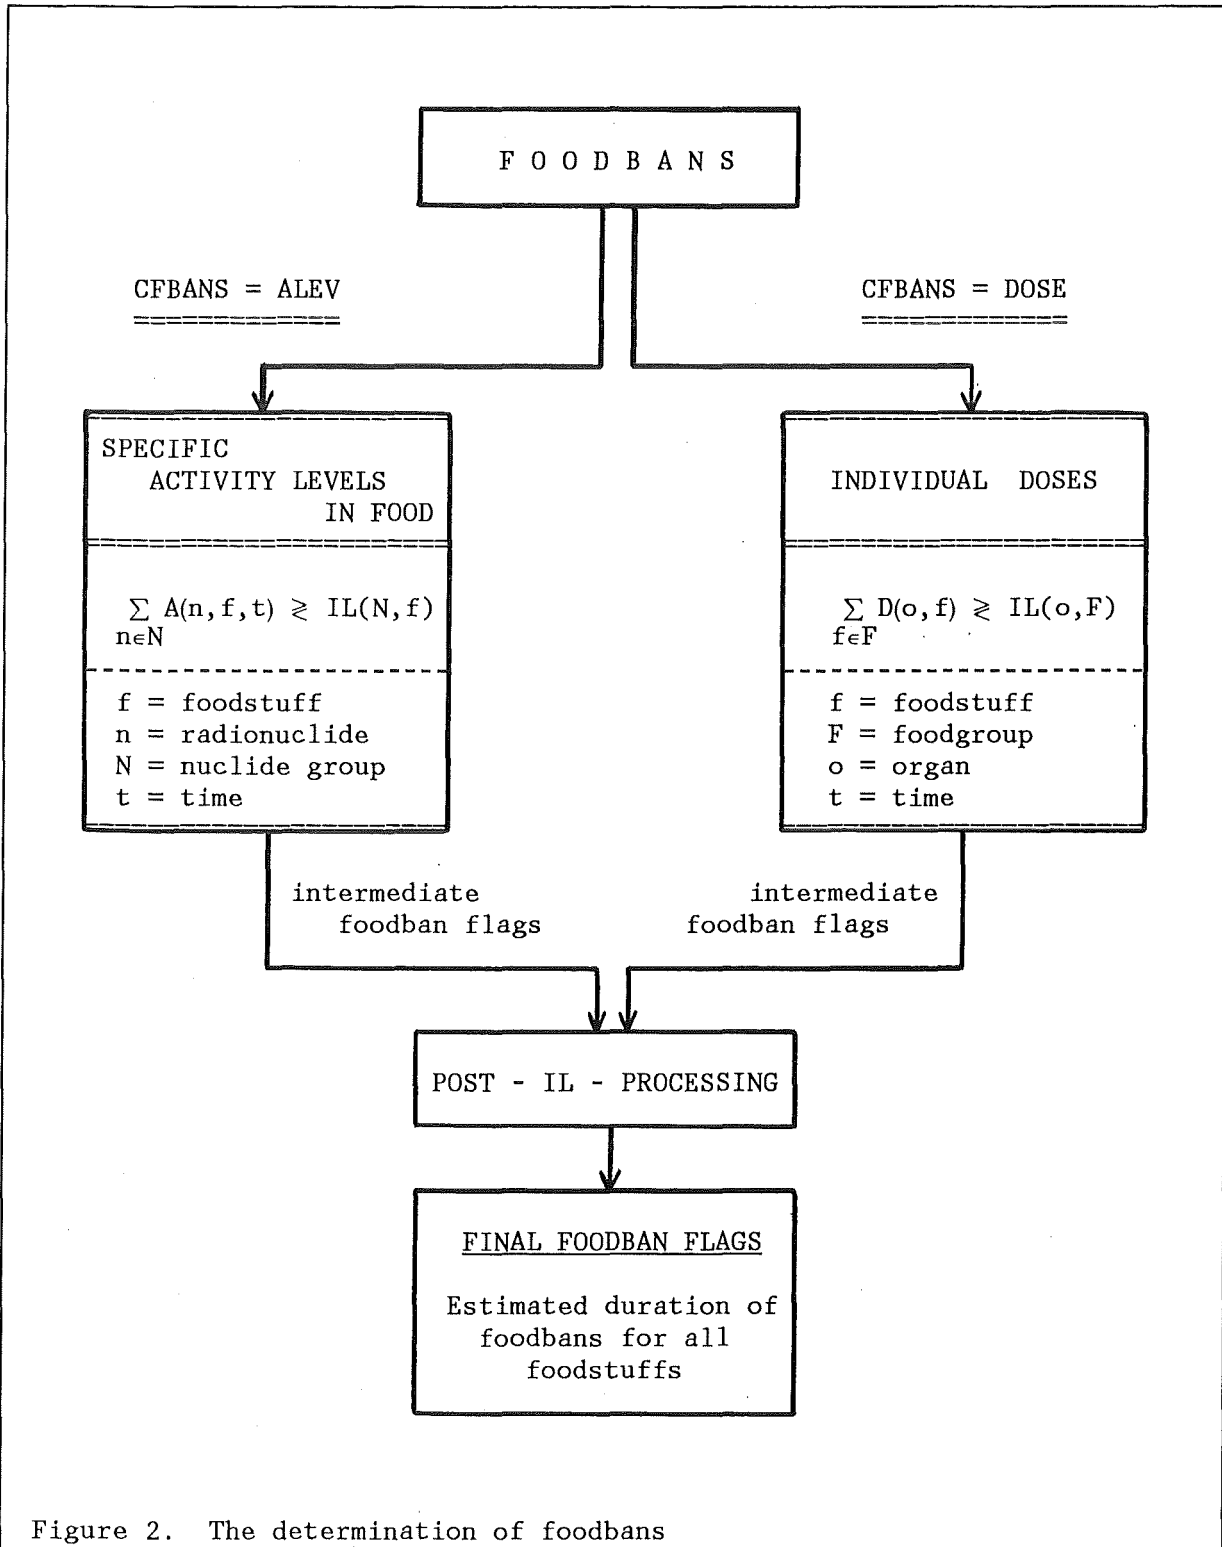 F O O D B A N S
CFBANS = ALEV
CFBANS = DOSE
SPECIFIC
ACTIVITY LEVELS
IN FOOD
∑ A(n,f,t) ≷ IL(N,f)
n∈N
f = foodstuff
n = radionuclide
N = nuclide group
t = time
INDIVIDUAL DOSES
∑ D(o,f) ≷ IL(o,F)
f∈F
f = foodstuff
F = foodgroup
o = organ
t = time
intermediate
foodban flags
intermediate
foodban flags
POST - IL - PROCESSING
FINAL FOODBAN FLAGS
Estimated duration of
foodbans for all
foodstuffs
Figure 2. The determination of foodbans